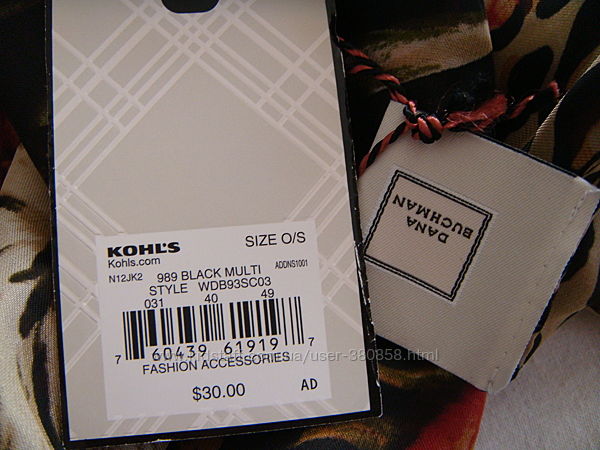 KOHL'S
Kohls.com
SIZE O/S
N12JK2 989 BLACK MULTI ADDNS1001
STYLE WDB93SC03
031 40 49
7 60439 61919 7
FASHION ACCESSORIES
$30.00 AD
DANA
BUCHMAN